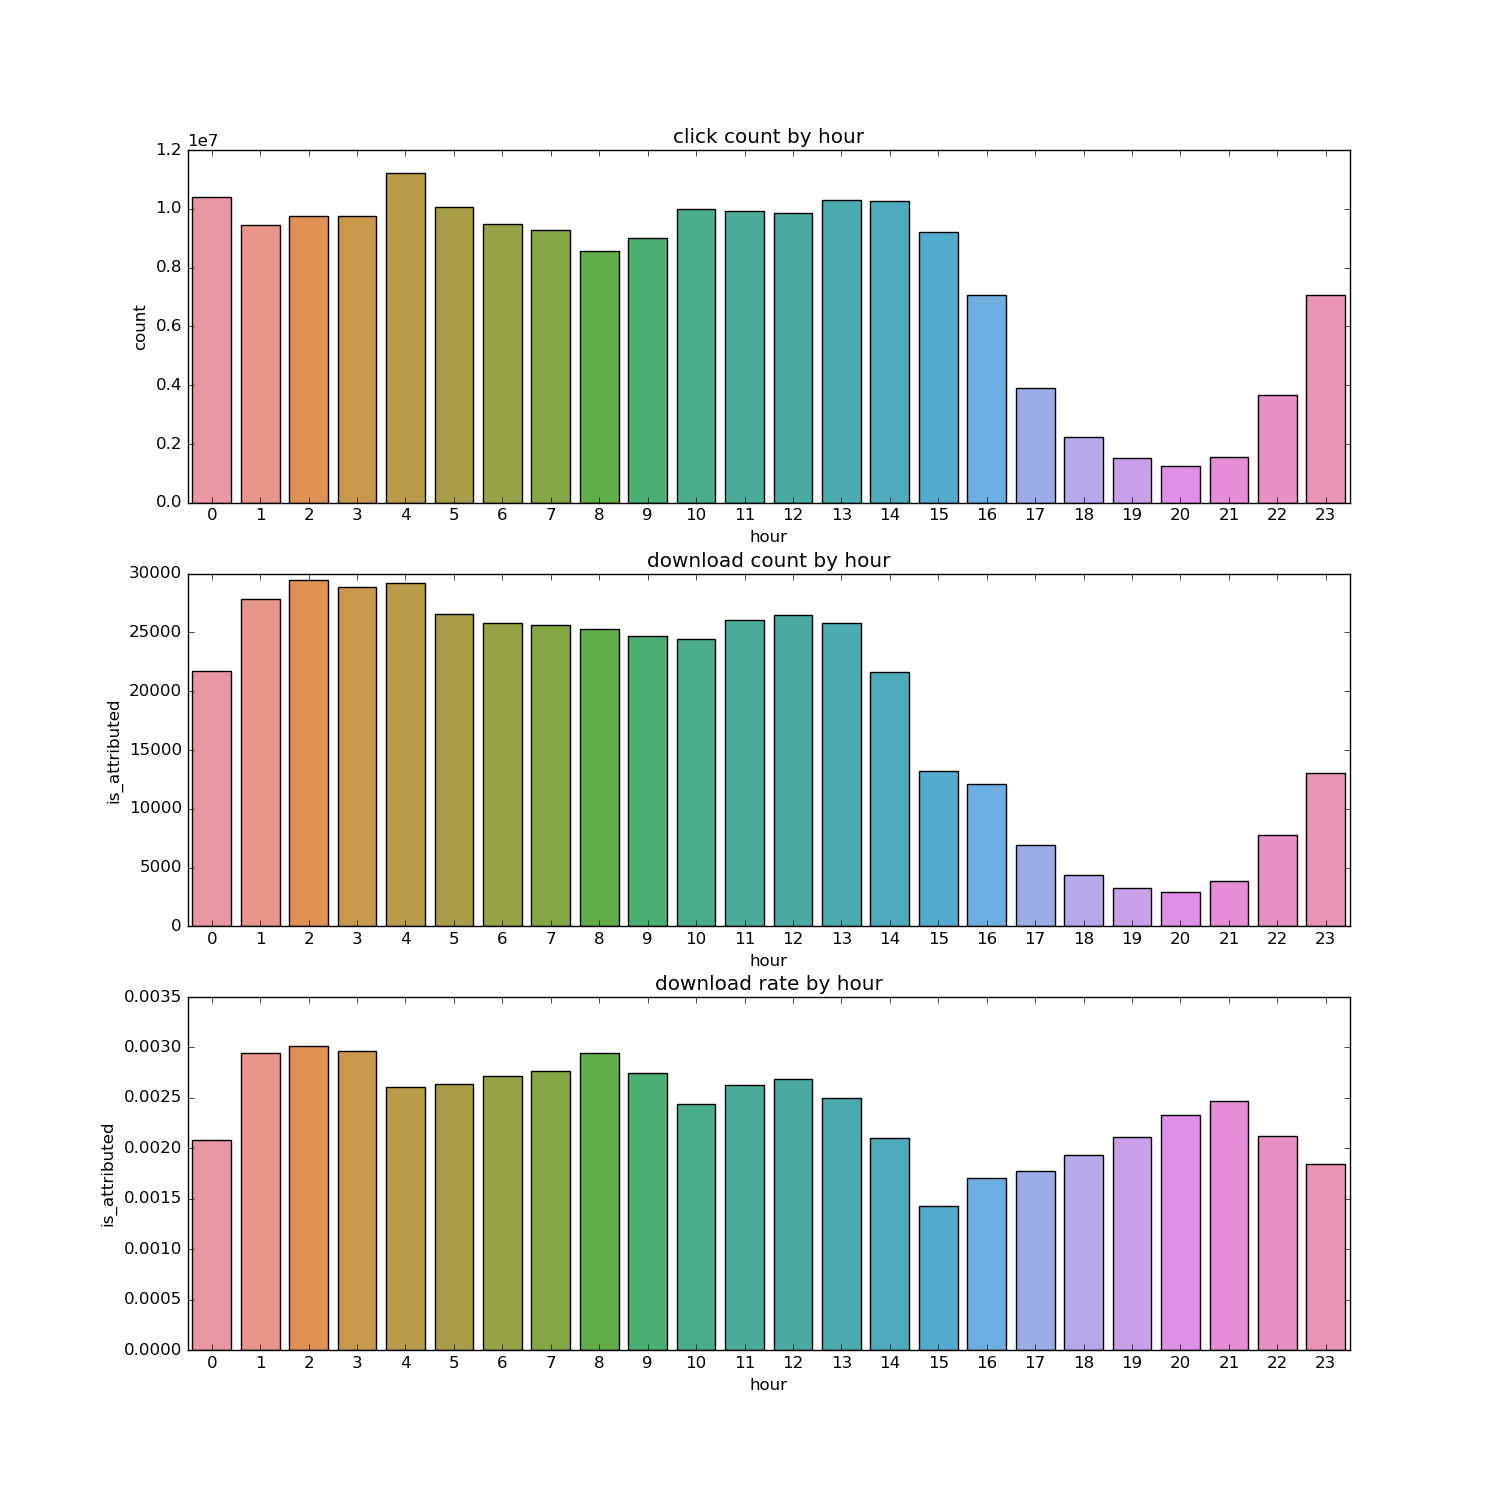 click count by hour
1e7
1.2
1.0
0.8
0.6
0.4
0.2
0.0
count
0 1 2 3 4 5 6 7 8 9 10 11 12 13 14 15 16 17 18 19 20 21 22 23
hour
download count by hour
30000
25000
20000
15000
10000
5000
0
is_attributed
0 1 2 3 4 5 6 7 8 9 10 11 12 13 14 15 16 17 18 19 20 21 22 23
hour
download rate by hour
0.0035
0.0030
0.0025
0.0020
0.0015
0.0010
0.0005
0.0000
is_attributed
0 1 2 3 4 5 6 7 8 9 10 11 12 13 14 15 16 17 18 19 20 21 22 23
hour